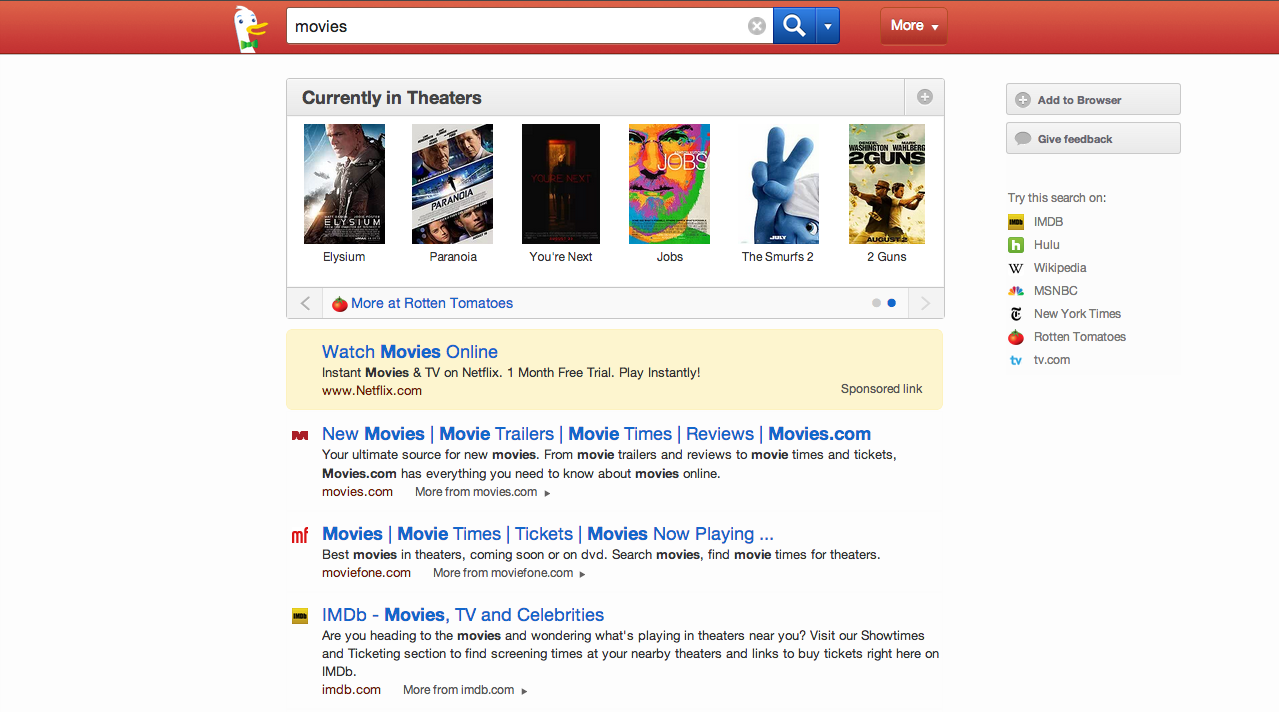 movies
More
Currently in Theaters
ELYSIUM
PARANOIA
YOU'RE NEXT
JOBS
JULY
DENZEL WASHINGTON MARK WAHLBERG
2GUNS
AUGUST 2
Elysium
Paranoia
You're Next
Jobs
The Smurfs 2
2 Guns
More at Rotten Tomatoes
Watch Movies Online
Instant Movies & TV on Netflix. 1 Month Free Trial. Play Instantly!
www.Netflix.com
Sponsored link
New Movies | Movie Trailers | Movie Times | Reviews | Movies.com
Your ultimate source for new movies. From movie trailers and reviews to movie times and tickets,
Movies.com has everything you need to know about movies online.
movies.com More from movies.com
mf
Movies | Movie Times | Tickets | Movies Now Playing ...
Best movies in theaters, coming soon or on dvd. Search movies, find movie times for theaters.
moviefone.com More from moviefone.com
IMDb
IMDb - Movies, TV and Celebrities
Are you heading to the movies and wondering what's playing in theaters near you? Visit our Showtimes
and Ticketing section to find screening times at your nearby theaters and links to buy tickets right here on
IMDb.
imdb.com More from imdb.com
Add to Browser
Give feedback
Try this search on:
IMDb IMDB
h Hulu
W Wikipedia
MSNBC
T New York Times
Rotten Tomatoes
tv tv.com